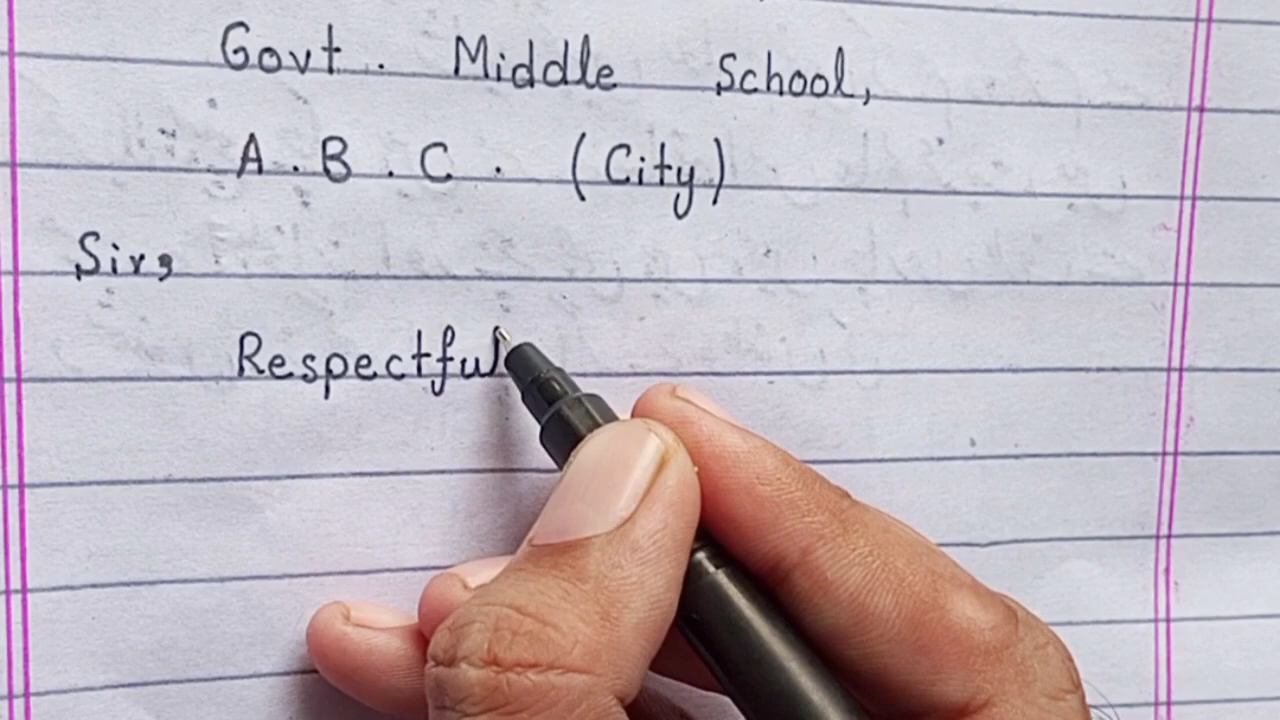 Govt. Middle School,
A.B.C. (City)
Sir,
Respectful